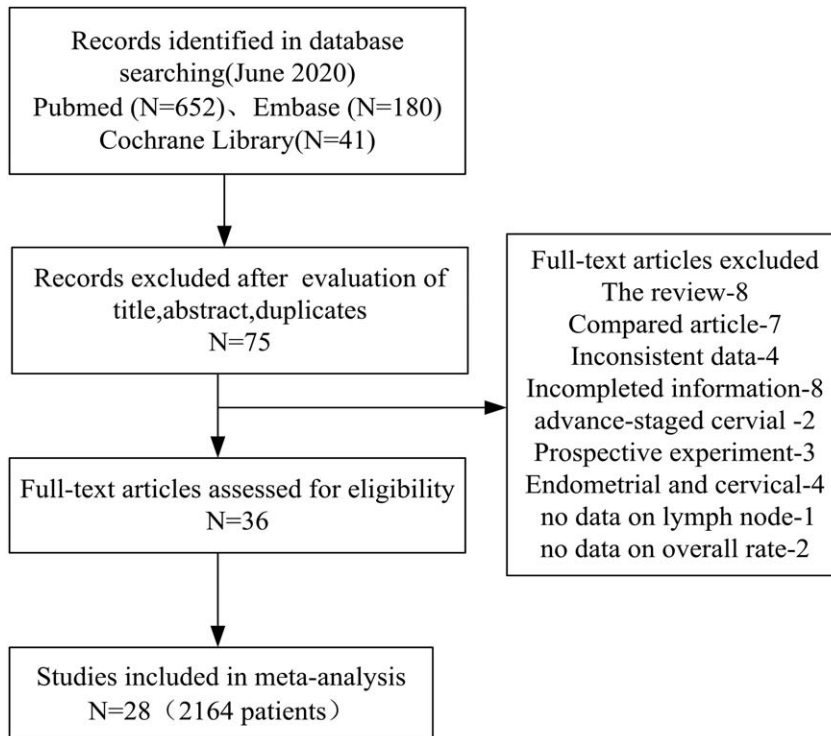 Records identified in database
searching(June 2020)
Pubmed (N=652)、Embase (N=180)
Cochrane Library(N=41)
Records excluded after evaluation of
title,abstract,duplicates
N=75
Full-text articles excluded
The review-8
Compared article-7
Inconsistent data-4
Incompleted information-8
advance-staged cervial -2
Prospective experiment-3
Endometrial and cervical-4
no data on lymph node-1
no data on overall rate-2
Full-text articles assessed for eligibility
N=36
Studies included in meta-analysis
N=28（2164 patients）